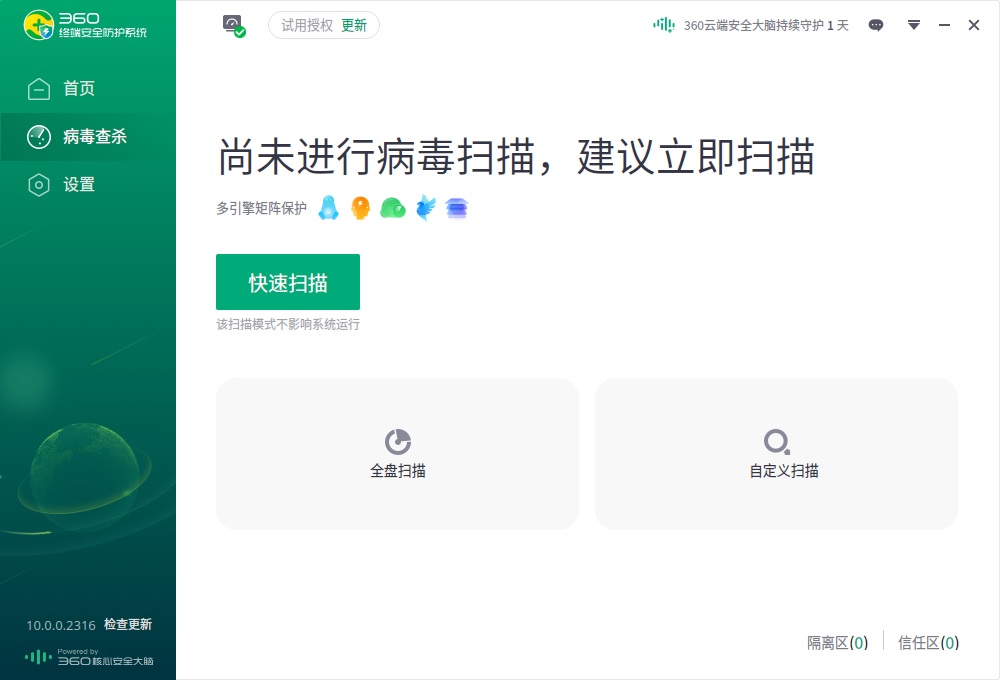 360
终端安全防护系统
试用授权 更新
360云端安全大脑持续守护 1 天
首页
病毒查杀
设置
尚未进行病毒扫描，建议立即扫描
多引擎矩阵保护
快速扫描
该扫描模式不影响系统运行
全盘扫描
自定义扫描
10.0.0.2316 检查更新
Powered by
360核心安全大脑
隔离区(0)
信任区(0)